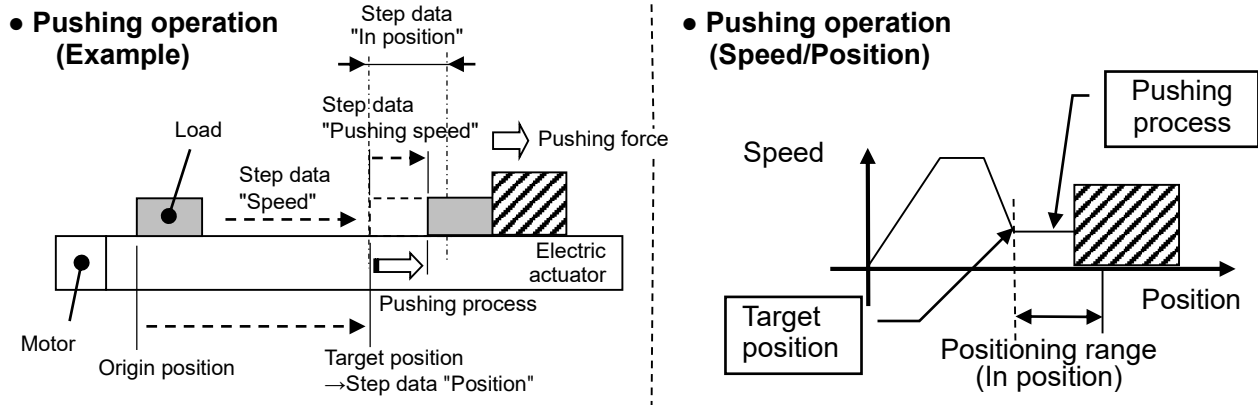 ● Pushing operation
(Example)
Step data
"In position"
Step data
"Pushing speed"
Pushing force
Load
Step data
"Speed"
Electric
actuator
Pushing process
Motor
Origin position
Target position
→Step data "Position"
● Pushing operation
(Speed/Position)
Pushing
process
Speed
Position
Target
position
Positioning range
(In position)